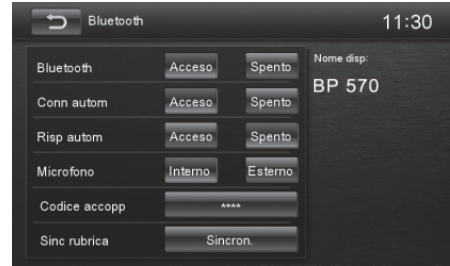 Bluetooth 11:30
Bluetooth Acceso Spento
Conn autom Acceso Spento
Risp autom Acceso Spento
Microfono Interno Esterno
Codice accopp ****
Sinc rubrica Sincron.
Nome disp:
BP 570